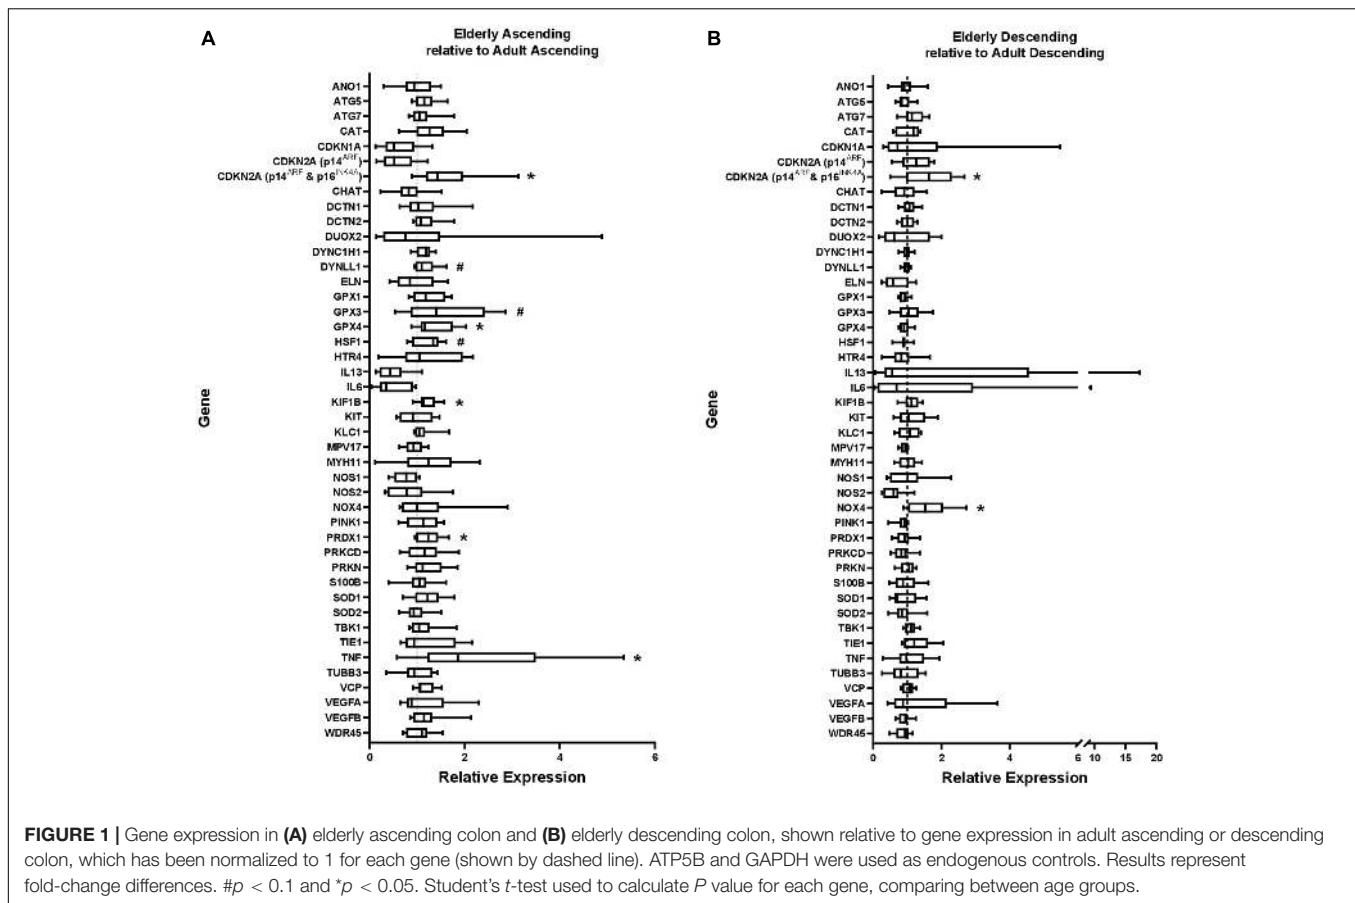 A
Elderly Ascending
relative to Adult Ascending
Gene
ANO1
ATG5
ATG7
CAT
CDKN1A
CDKN2A (p14ARF)
CDKN2A (p14ARF & p16INK4A) *
CHAT
DCTN1
DCTN2
DUOX2
DYNC1H1
DYNLL1 #
ELN
GPX1
GPX3 #
GPX4 *
HSF1 #
HTR4
IL13
IL6
KIF1B *
KIT
KLC1
MPV17
MYH11
NOS1
NOS2
NOX4
PINK1
PRDX1 *
PRKCD
PRKN
S100B
SOD1
SOD2
TBK1
TIE1
TNF *
TUBB3
VCP
VEGFA
VEGFB
WDR45
0 2 4 6
Relative Expression
B
Elderly Descending
relative to Adult Descending
Gene
ANO1
ATG5
ATG7
CAT
CDKN1A
CDKN2A (p14ARF)
CDKN2A (p14ARF & p16INK4A) *
CHAT
DCTN1
DCTN2
DUOX2
DYNC1H1
DYNLL1
ELN
GPX1
GPX3
GPX4
HSF1
HTR4
IL13
IL6
KIF1B
KIT
KLC1
MPV17
MYH11
NOS1
NOS2
NOX4 *
PINK1
PRDX1
PRKCD
PRKN
S100B
SOD1
SOD2
TBK1
TIE1
TNF
TUBB3
VCP
VEGFA
VEGFB
WDR45
0 2 4 6 10 15 20
Relative Expression
FIGURE 1 | Gene expression in (A) elderly ascending colon and (B) elderly descending colon, shown relative to gene expression in adult ascending or descending
colon, which has been normalized to 1 for each gene (shown by dashed line). ATP5B and GAPDH were used as endogenous controls. Results represent
fold-change differences. #p < 0.1 and *p < 0.05. Student's t-test used to calculate P value for each gene, comparing between age groups.